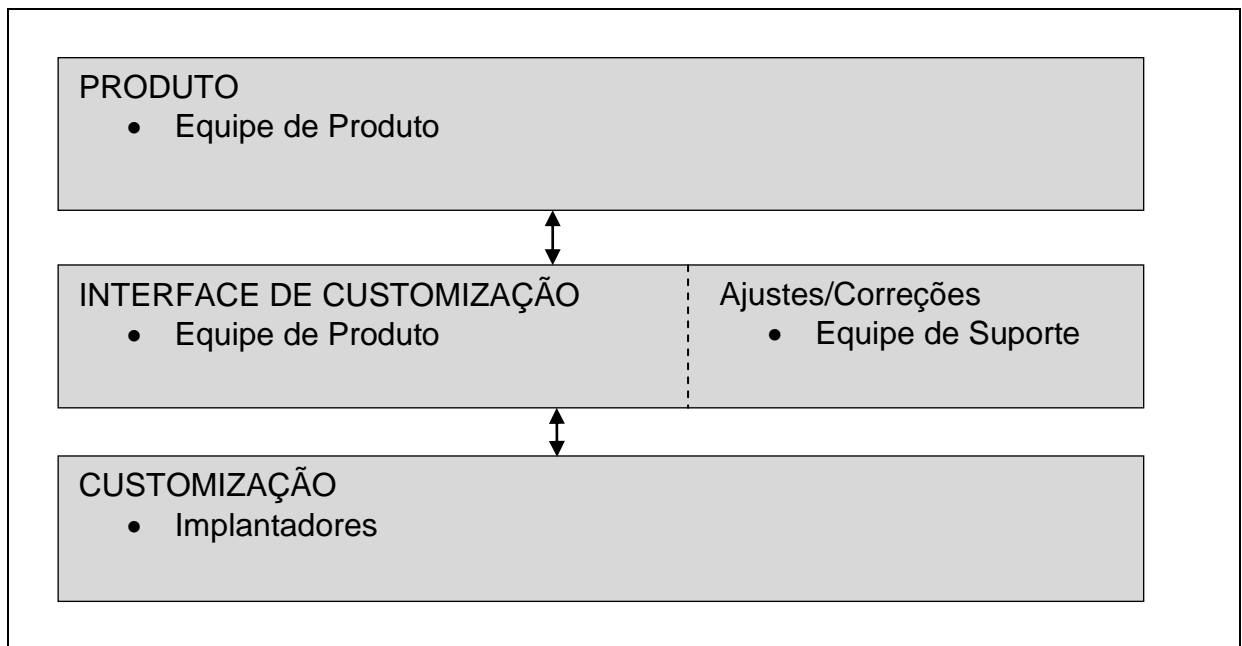 PRODUTO
• Equipe de Produto
INTERFACE DE CUSTOMIZAÇÃO
• Equipe de Produto
Ajustes/Correções
• Equipe de Suporte
CUSTOMIZAÇÃO
• Implantadores